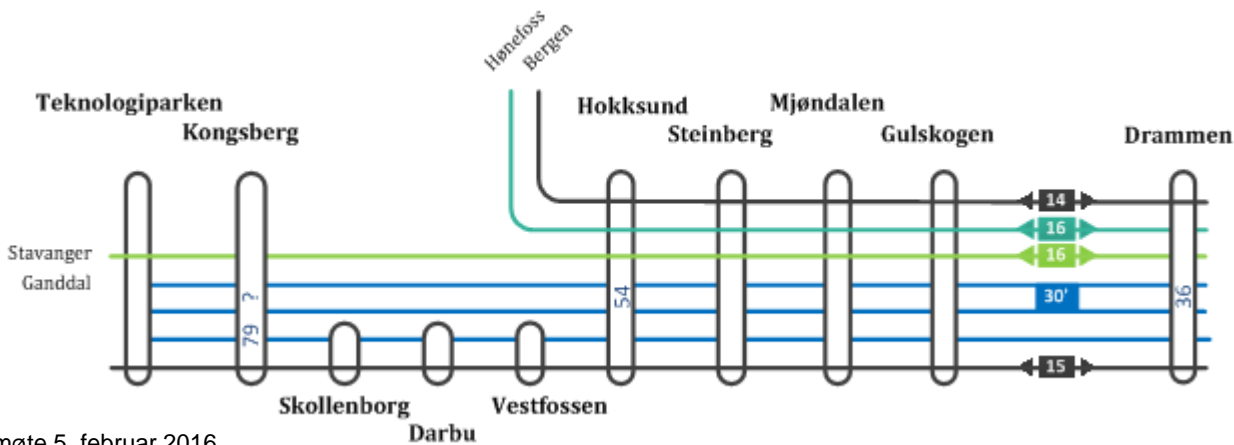 Hønefoss
Bergen
Teknologiparken
Kongsberg
Hokksund
Steinberg
Mjøndalen
Gulskogen
Drammen
14
16
Stavanger
16
Ganddal
30'
79 ?
54
36
15
Skollenborg
Darbu
Vestfossen
møte 5. februar 2016